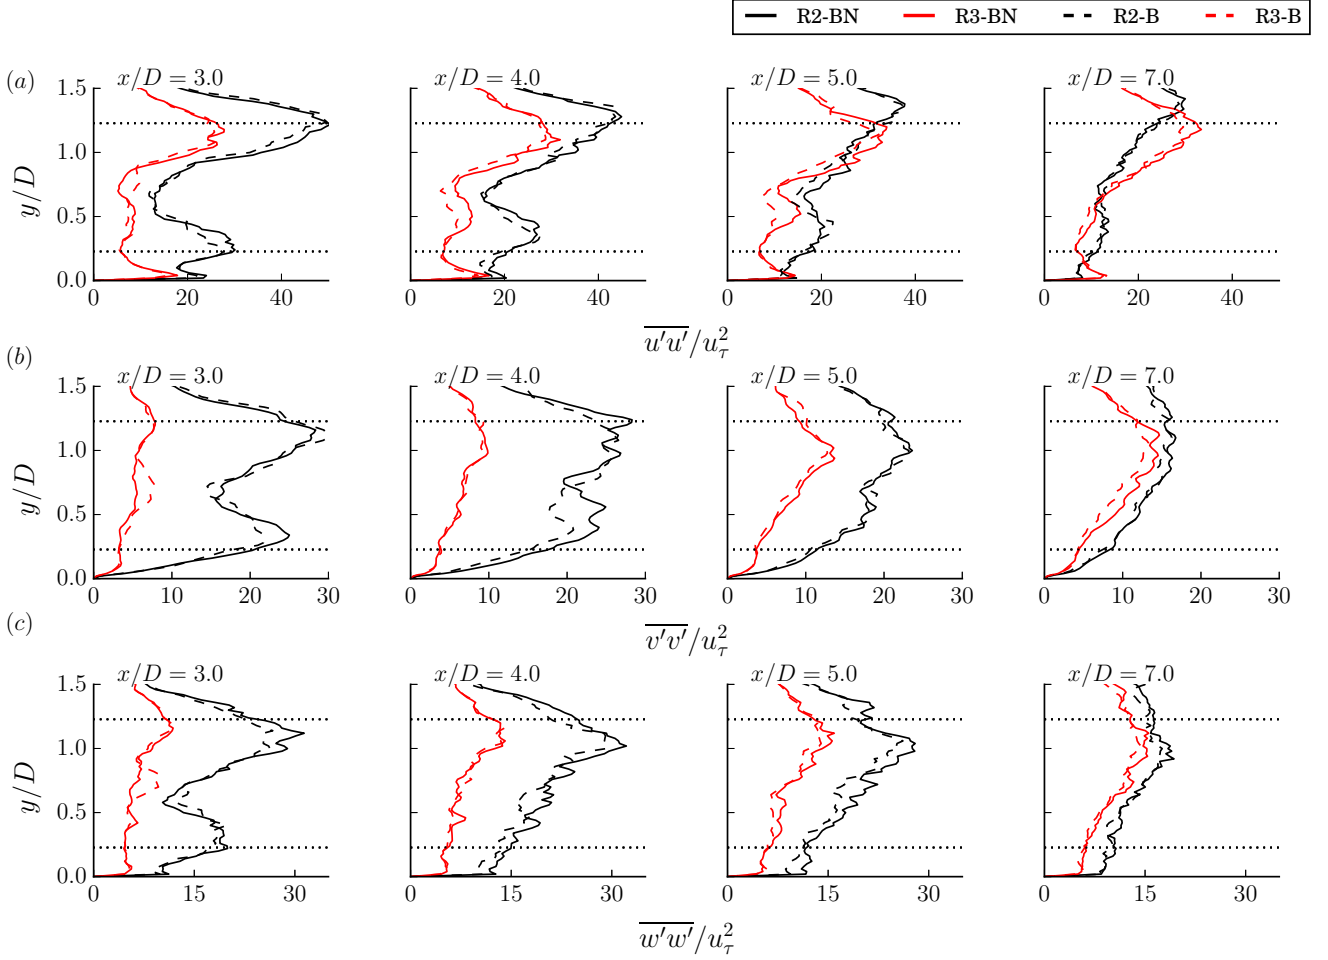 R2-BN R3-BN R2-B R3-B
(a) x/D = 3.0 x/D = 4.0 x/D = 5.0 x/D = 7.0
1.5
1.0
0.5
0.0
y/D
0 20 40 0 20 40 0 20 40 0 20 40
u'u'/u_τ^2
(b) x/D = 3.0 x/D = 4.0 x/D = 5.0 x/D = 7.0
1.5
1.0
0.5
0.0
y/D
0 10 20 30 0 10 20 30 0 10 20 30 0 10 20 30
v'v'/u_τ^2
(c) x/D = 3.0 x/D = 4.0 x/D = 5.0 x/D = 7.0
1.5
1.0
0.5
0.0
y/D
0 15 30 0 15 30 0 15 30 0 15 30
w'w'/u_τ^2